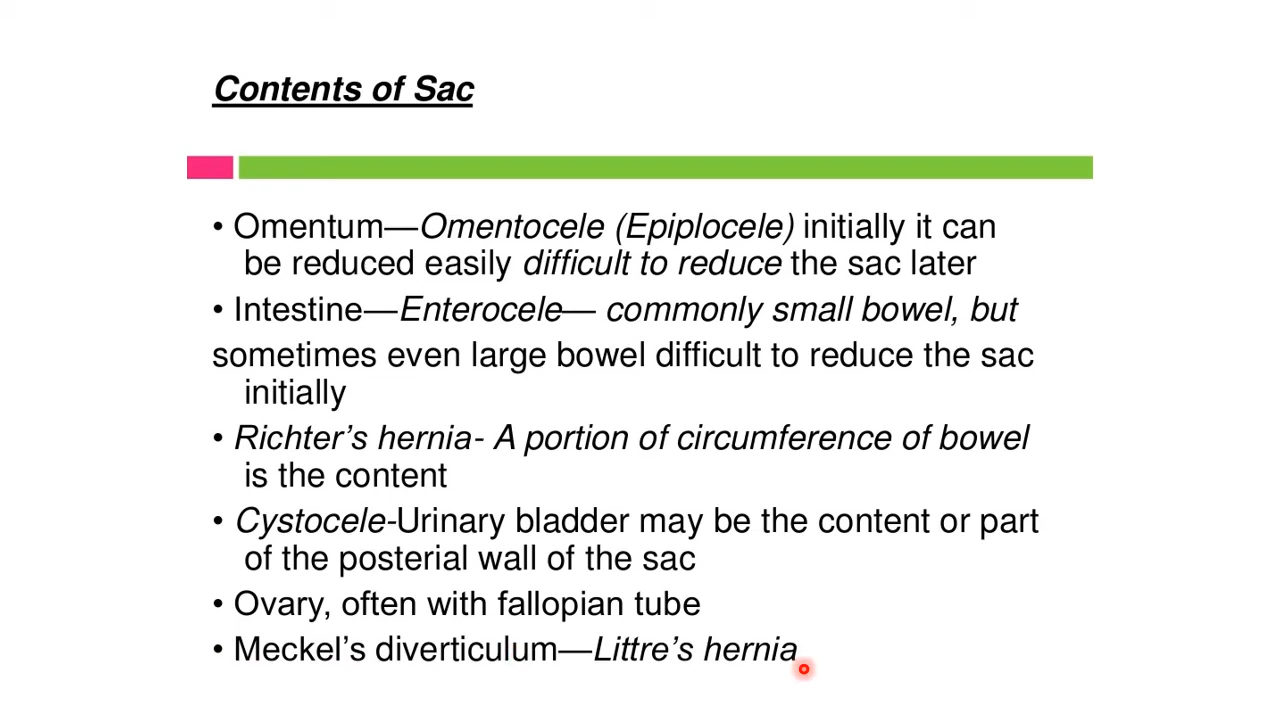 Contents of Sac
• Omentum—Omentocele (Epiplocele) initially it can
be reduced easily difficult to reduce the sac later
• Intestine—Enterocele— commonly small bowel, but
sometimes even large bowel difficult to reduce the sac
initially
• Richter’s hernia- A portion of circumference of bowel
is the content
• Cystocele-Urinary bladder may be the content or part
of the posterial wall of the sac
• Ovary, often with fallopian tube
• Meckel’s diverticulum—Littre’s hernia